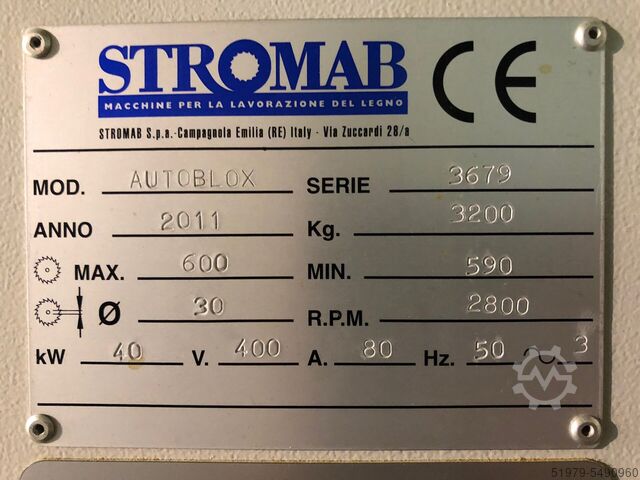 STROMAB CE
MACCHINE PER LA LAVORAZIONE DEL LEGNO
STROMAB S.p.a.-Campagnola Emilia (RE) Italy - Via Zuccardi 28/a
MOD. AUTOBLOX SERIE 3679
ANNO 2011 Kg. 3200
MAX. 600 MIN. 590
Ø 30 R.P.M. 2800
kW 40 V. 400 A. 80 Hz. 50 ~ 3
51979-5490960